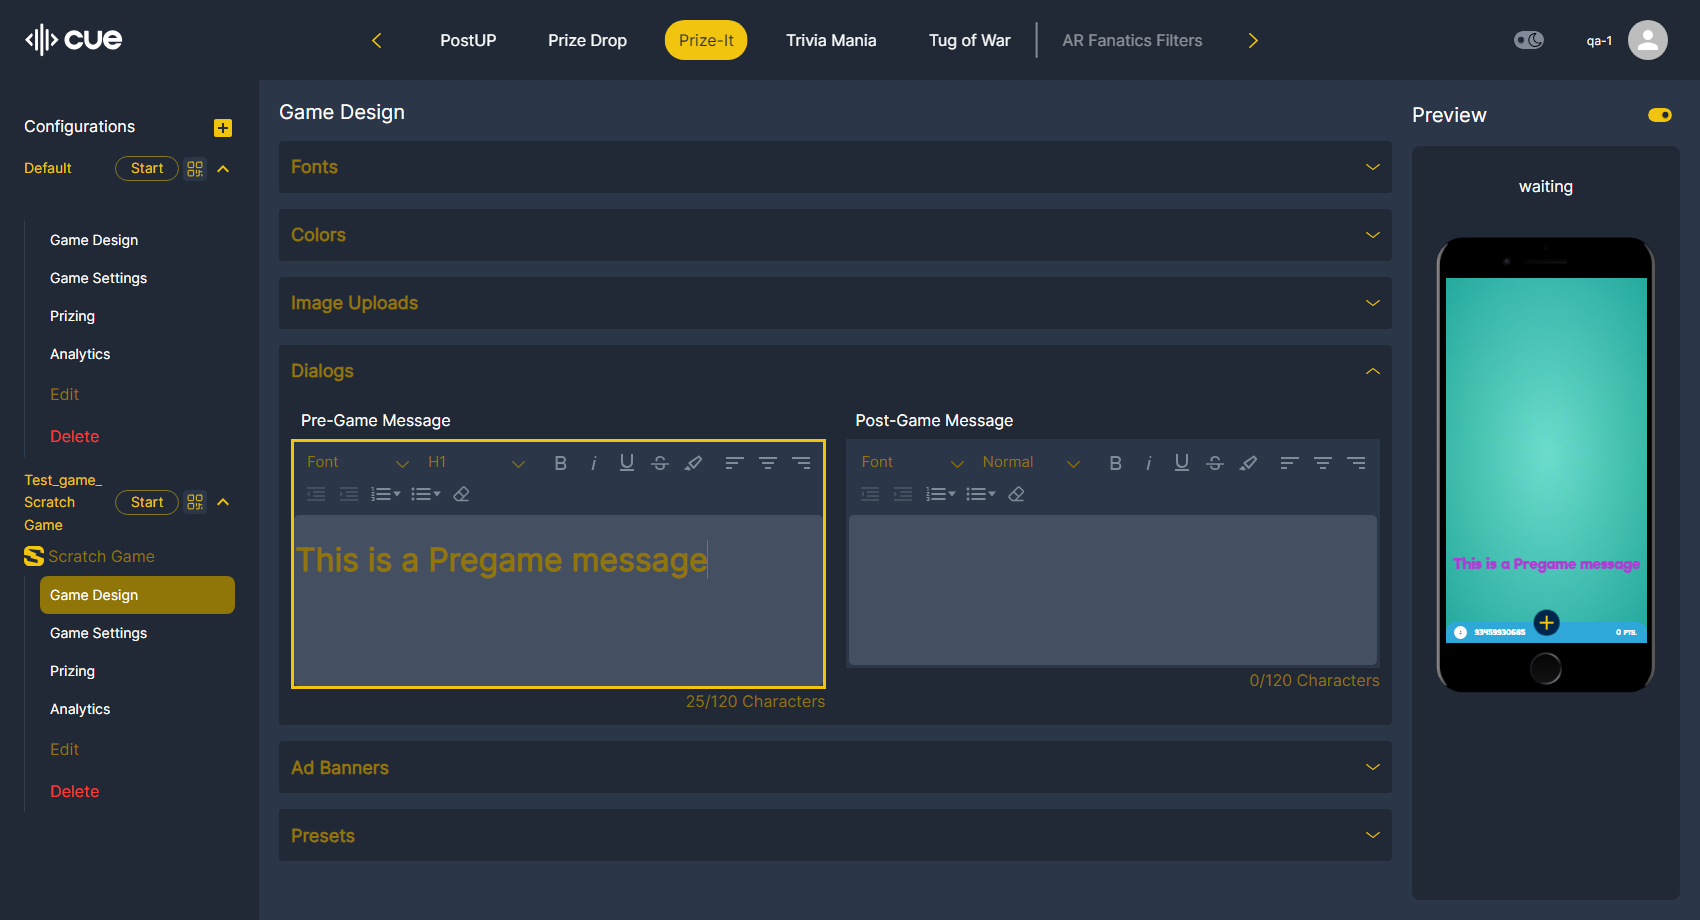 cue
PostUP
Prize Drop
Prize-It
Trivia Mania
Tug of War
AR Fanatics Filters
qa-1
Configurations
Default
Start
Game Design
Game Settings
Prizing
Analytics
Edit
Delete
Test_game_
Scratch
Game
Start
Scratch Game
Game Design
Game Settings
Prizing
Analytics
Edit
Delete
Game Design
Fonts
Colors
Image Uploads
Dialogs
Pre-Game Message
Font
H1
This is a Pregame message
25/120 Characters
Post-Game Message
Font
Normal
0/120 Characters
Ad Banners
Presets
Preview
waiting
This is a Pregame message
93459930685
0 PTS.